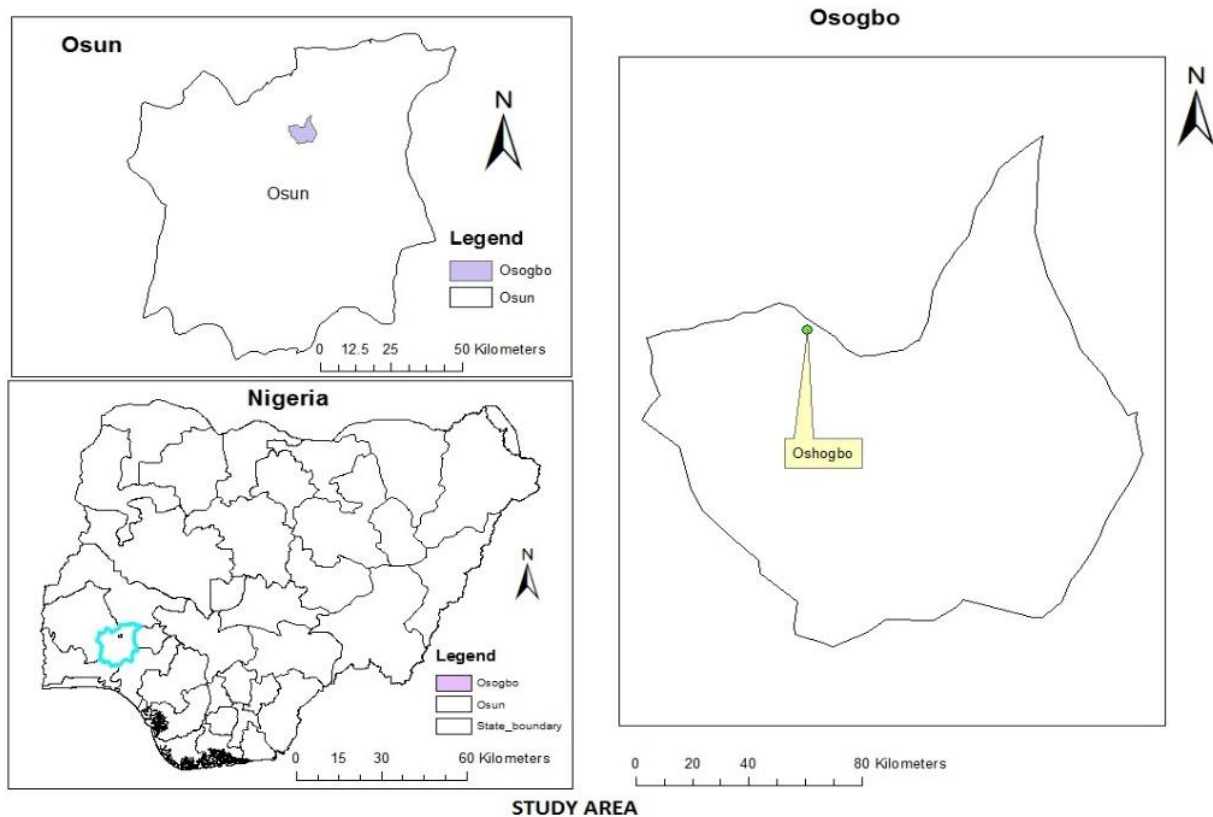 Osun
N
Osun
Legend
Osogbo
Osun
0 12.5 25 50 Kilometers
Nigeria
N
Legend
Osogbo
Osun
State_boundary
0 15 30 60 Kilometers
Osogbo
N
Oshogbo
0 20 40 80 Kilometers
STUDY AREA